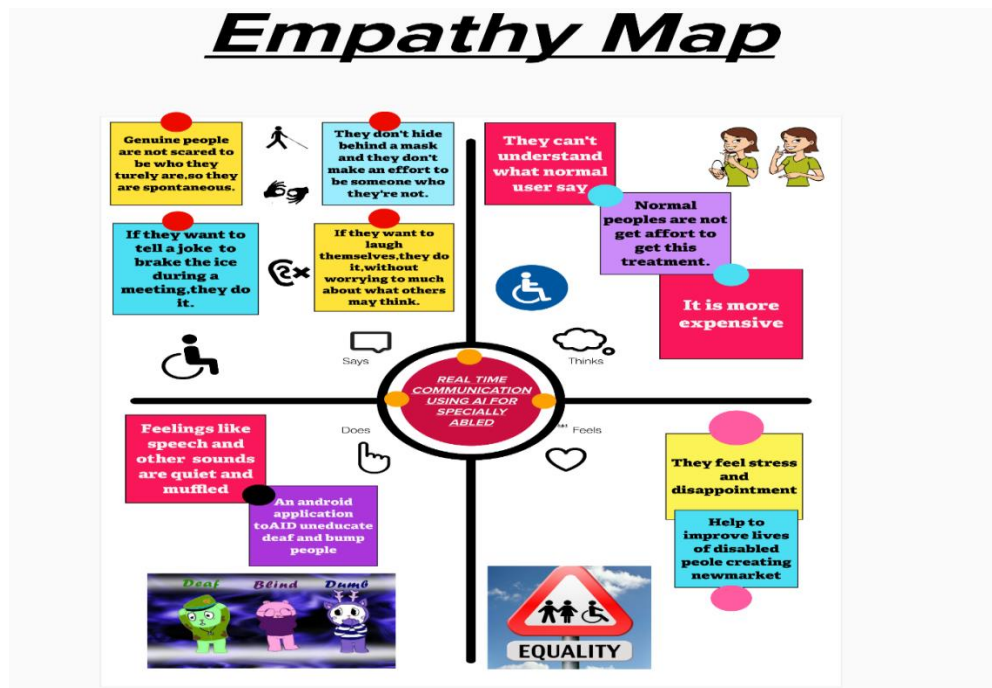 Empathy Map
Genuine people
are not scared to
be who they
turely are,so they
are spontaneous.
They don't hide
behind a mask
and they don't
make an effort to
be someone who
they're not.
If they want to
tell a joke to
brake the ice
during a
meeting,they do
it.
If they want to
laugh
themselves,they do
it,without
worrying to much
about what others
may think.
Says
They can't
understand
what normal
user say
Normal
peoples are not
get affort to
get this
treatment.
It is more
expensive
Thinks
REAL TIME
COMMUNICATION
USING AI FOR
SPECIALLY
ABLED
Does
Feelings like
speech and
other sounds
are quiet and
muffled
An android
application
toAID uneducate
deaf and bump
people
Deaf Blind Dumb
Feels
They feel stress
and
disappointment
Help to
improve lives
of disabled
peole creating
newmarket
EQUALITY